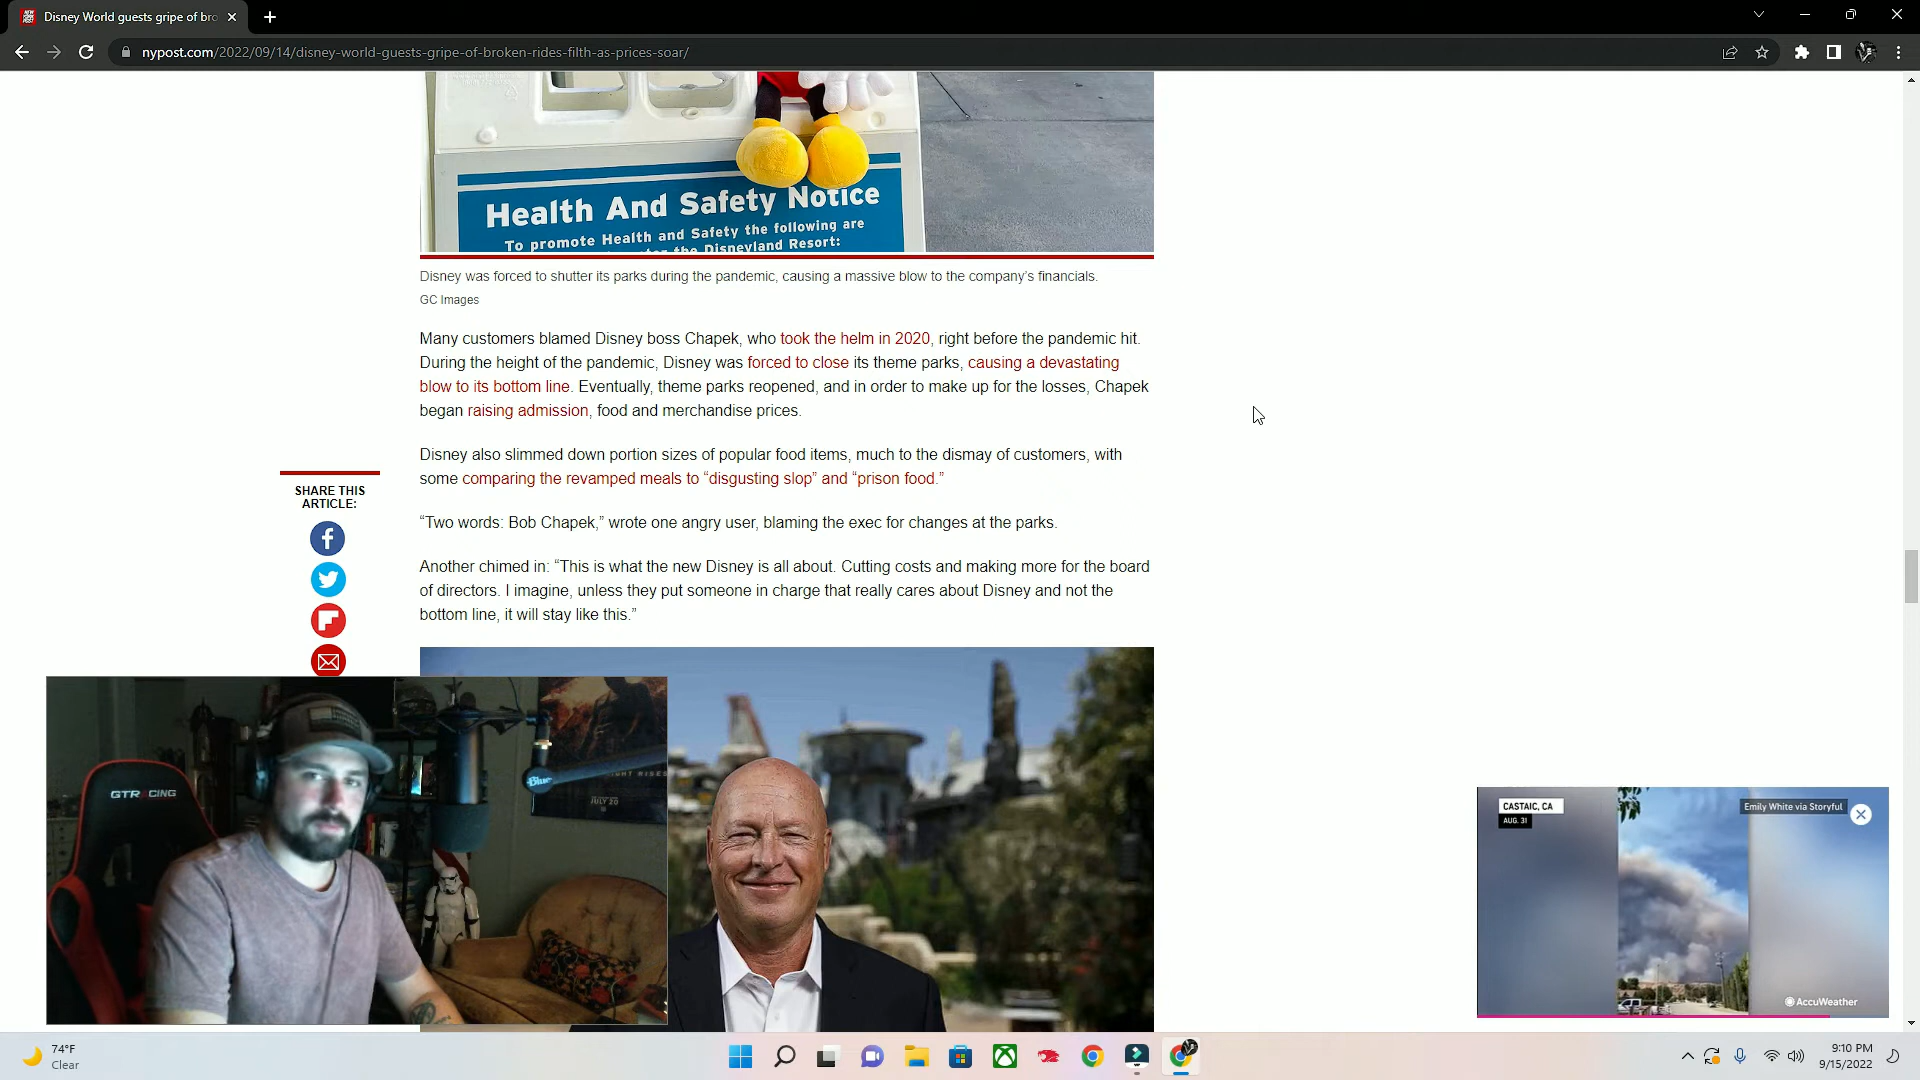 Disney World guests gripe of bro
nypost.com/2022/09/14/disney-world-guests-gripe-of-broken-rides-filth-as-prices-soar/
Health And Safety Notice
To promote Health and Safety the following are
the Disneyland Resort:
Disney was forced to shutter its parks during the pandemic, causing a massive blow to the company's financials.
GC Images
Many customers blamed Disney boss Chapek, who took the helm in 2020, right before the pandemic hit.
During the height of the pandemic, Disney was forced to close its theme parks, causing a devastating
blow to its bottom line. Eventually, theme parks reopened, and in order to make up for the losses, Chapek
began raising admission, food and merchandise prices.
Disney also slimmed down portion sizes of popular food items, much to the dismay of customers, with
some comparing the revamped meals to “disgusting slop” and “prison food.”
“Two words: Bob Chapek,” wrote one angry user, blaming the exec for changes at the parks.
Another chimed in: “This is what the new Disney is all about. Cutting costs and making more for the board
of directors. I imagine, unless they put someone in charge that really cares about Disney and not the
bottom line, it will stay like this.”
SHARE THIS
ARTICLE:
GTRACING
Blue
JULY 20
CASTAIC, CA
AUG. 31
Emily White via Storyful
AccuWeather
74°F
Clear
9:10 PM
9/15/2022